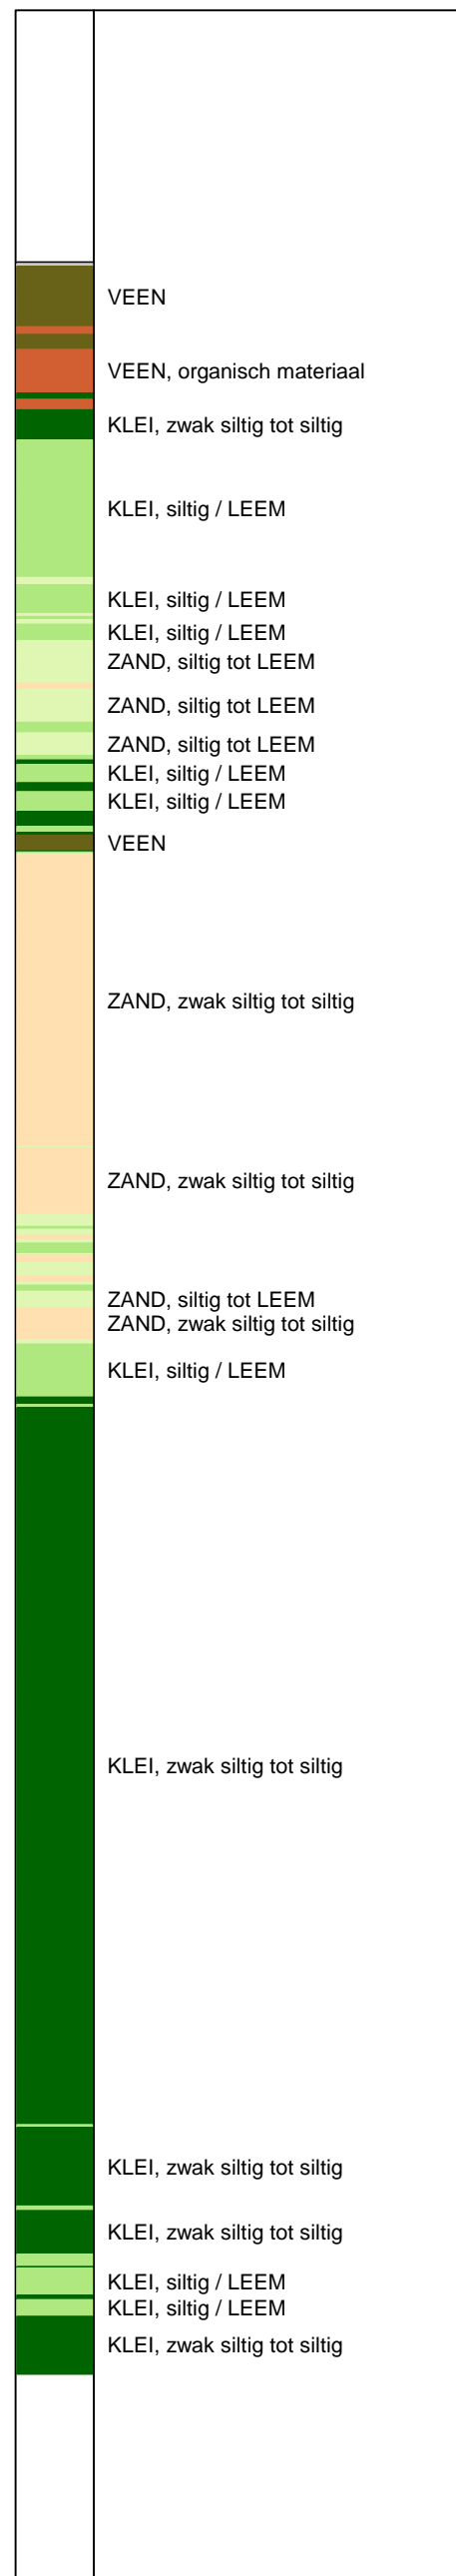 VEEN
VEEN, organisch materiaal
KLEI, zwak siltig tot siltig
KLEI, siltig / LEEM
KLEI, siltig / LEEM
KLEI, siltig / LEEM
ZAND, siltig tot LEEM
ZAND, siltig tot LEEM
ZAND, siltig tot LEEM
KLEI, siltig / LEEM
KLEI, siltig / LEEM
VEEN
ZAND, zwak siltig tot siltig
ZAND, zwak siltig tot siltig
ZAND, siltig tot LEEM
ZAND, zwak siltig tot siltig
KLEI, siltig / LEEM
KLEI, zwak siltig tot siltig
KLEI, zwak siltig tot siltig
KLEI, zwak siltig tot siltig
KLEI, siltig / LEEM
KLEI, siltig / LEEM
KLEI, zwak siltig tot siltig